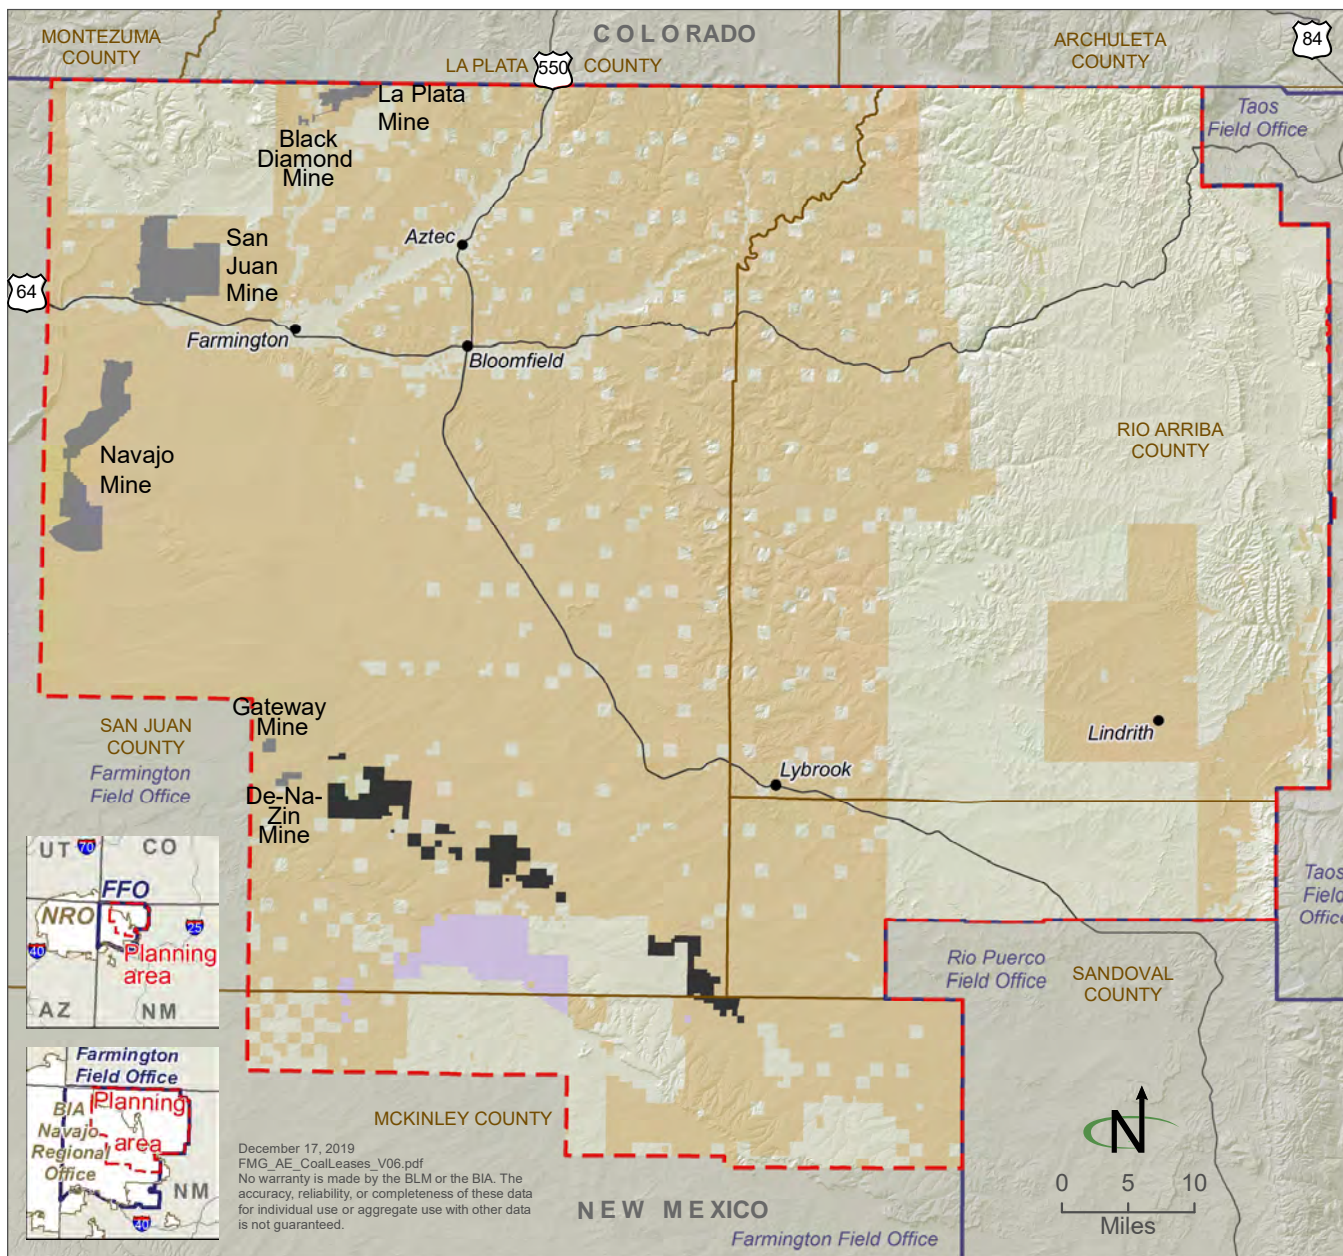 COLORADO
MONTEZUMA
COUNTY
LA PLATA
550
COUNTY
ARCHULETA
COUNTY
84
Taos
Field Office
La Plata
Mine
Black
Diamond
Mine
San
Juan
Mine
Aztec
64
Farmington
Bloomfield
Navajo
Mine
RIO ARRIBA
COUNTY
Gateway
Mine
SAN JUAN
COUNTY
Farmington
Field Office
De-Na-
Zin
Mine
Lybrook
Lindrith
UT
70
CO
FFO
NRO
25
40
Planning
area
AZ
NM
Taos
Field
Office
Rio Puerco
Field Office
SANDOVAL
COUNTY
Farmington
Field Office
Planning
area
BIA
Navajo
Regional
Office
NM
40
MCKINLEY COUNTY
December 17, 2019
FMG_AE_CoalLeases_V06.pdf
No warranty is made by the BLM or the BIA. The
accuracy, reliability, or completeness of these data
for individual use or aggregate use with other data
is not guaranteed.
NEW MEXICO
Farmington Field Office
N
0 5 10
Miles